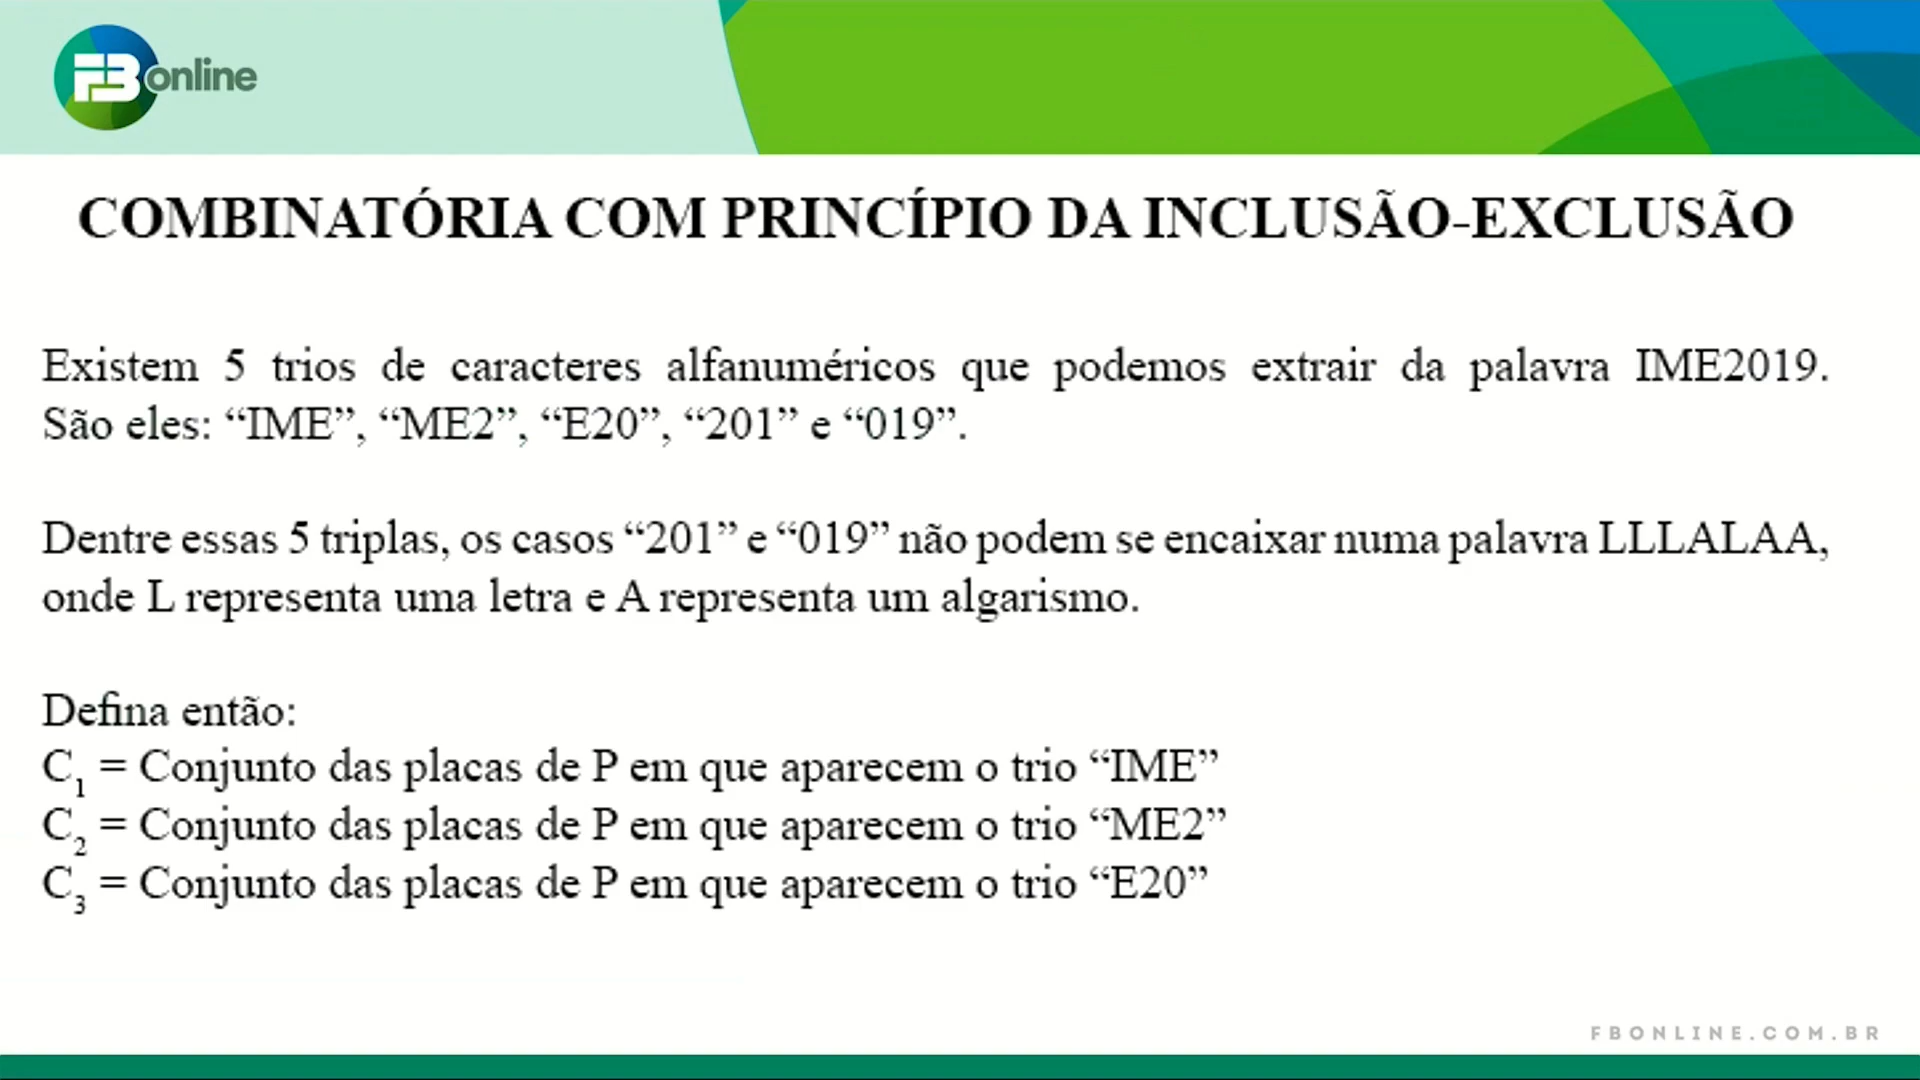 FB online
COMBINATÓRIA COM PRINCÍPIO DA INCLUSÃO-EXCLUSÃO
Existem 5 trios de caracteres alfanuméricos que podemos extrair da palavra IME2019.
São eles: “IME”, “ME2”, “E20”, “201” e “019”.
Dentre essas 5 triplas, os casos “201” e “019” não podem se encaixar numa palavra LLLALAA,
onde L representa uma letra e A representa um algarismo.
Defina então:
C₁ = Conjunto das placas de P em que aparecem o trio “IME”
C₂ = Conjunto das placas de P em que aparecem o trio “ME2”
C₃ = Conjunto das placas de P em que aparecem o trio “E20”
FBONLINE.COM.BR